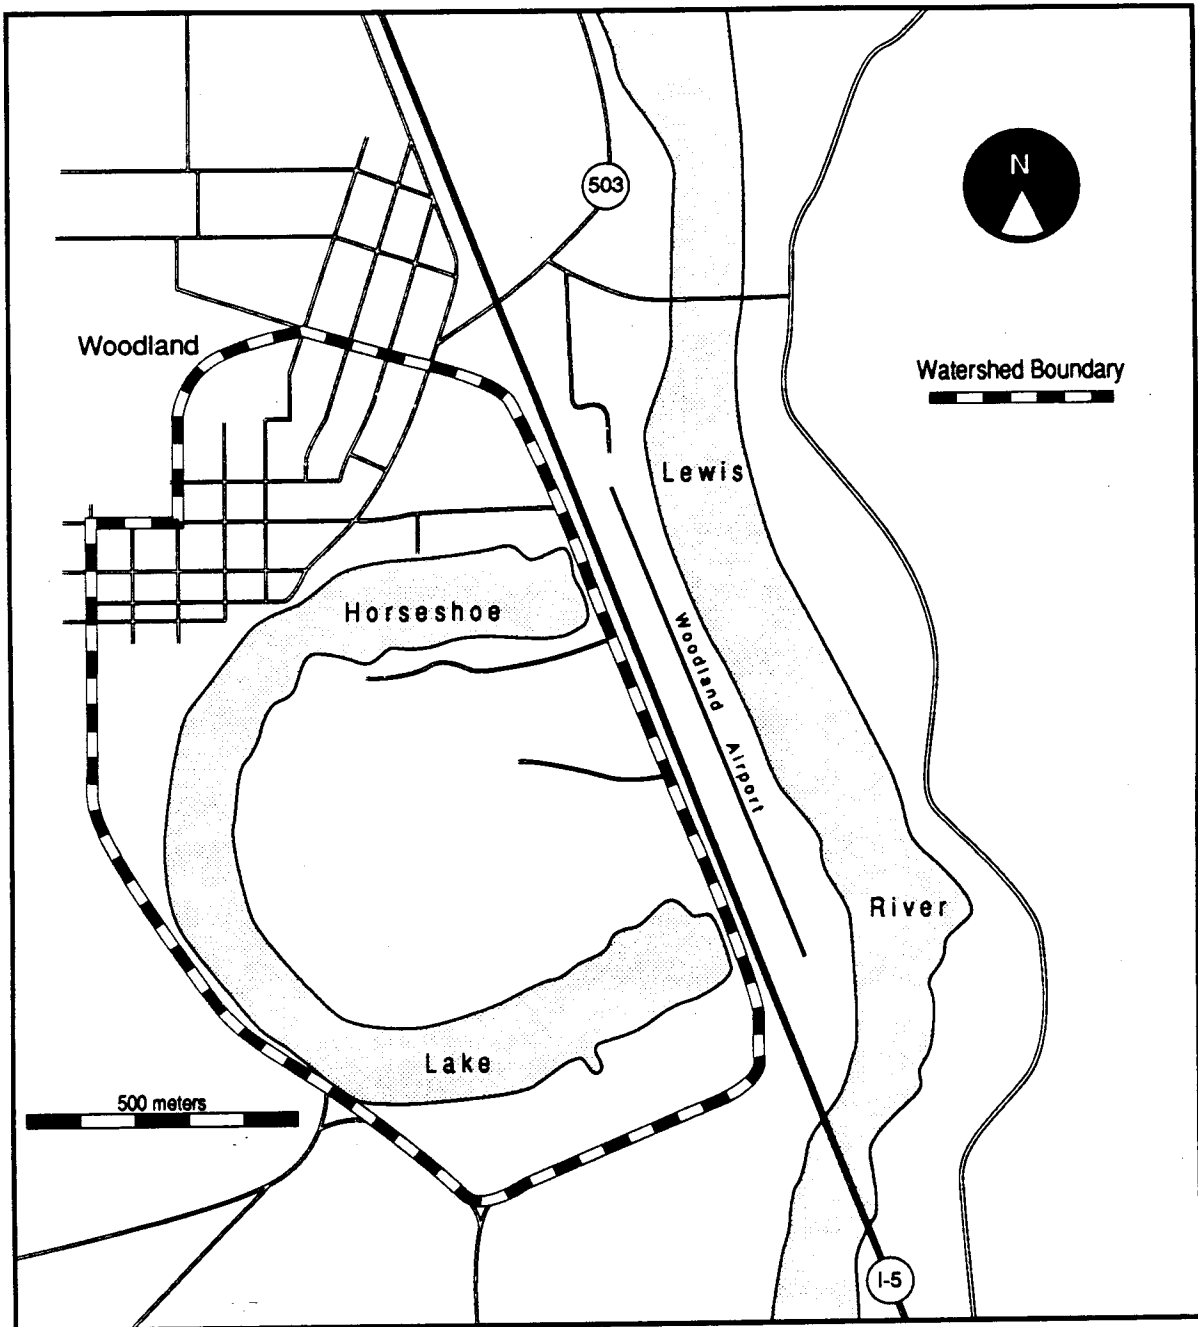 N
503
Woodland
Watershed Boundary
Lewis
Horseshoe
Woodland Airport
River
Lake
500 meters
I-5